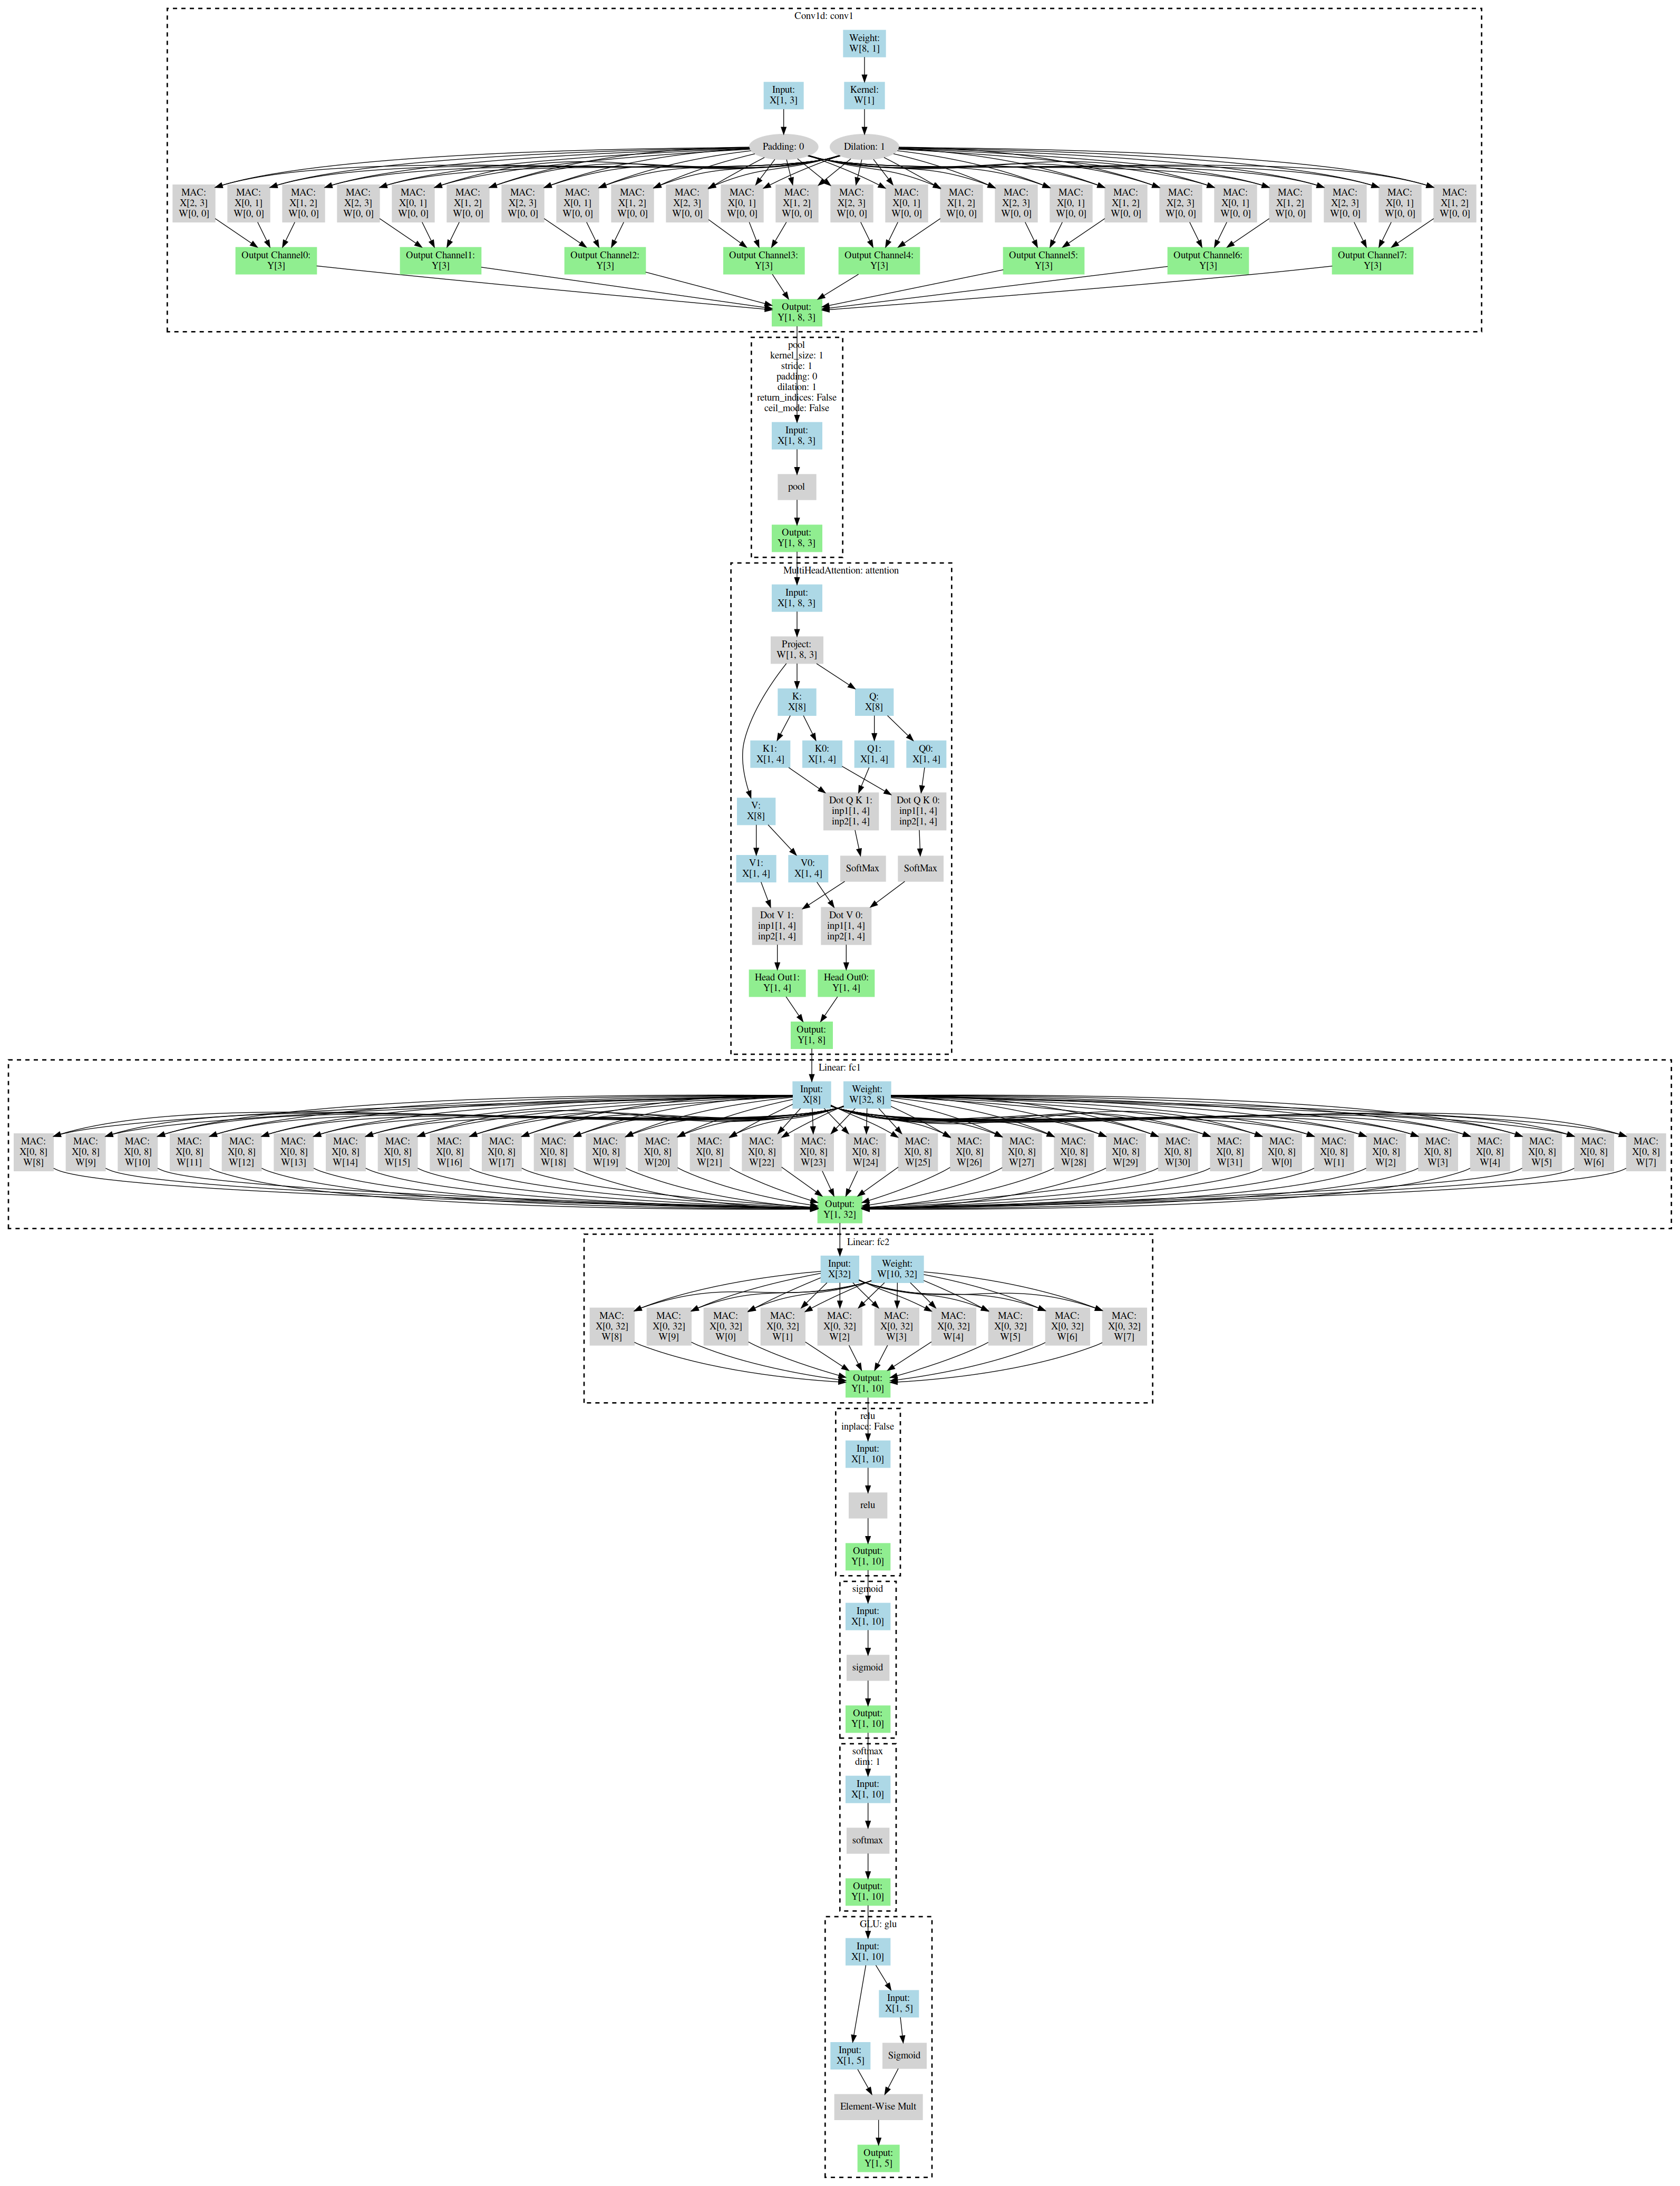 Conv1d: conv1
Weight:
W[8, 1]
Input:
X[1, 3]
Kernel:
W[1]
Padding: 0
Dilation: 1
MAC:
X[2, 3]
W[0, 0]
MAC:
X[0, 1]
W[0, 0]
MAC:
X[1, 2]
W[0, 0]
MAC:
X[2, 3]
W[0, 0]
MAC:
X[0, 1]
W[0, 0]
MAC:
X[1, 2]
W[0, 0]
MAC:
X[2, 3]
W[0, 0]
MAC:
X[0, 1]
W[0, 0]
MAC:
X[1, 2]
W[0, 0]
MAC:
X[2, 3]
W[0, 0]
MAC:
X[0, 1]
W[0, 0]
MAC:
X[1, 2]
W[0, 0]
MAC:
X[2, 3]
W[0, 0]
MAC:
X[0, 1]
W[0, 0]
MAC:
X[1, 2]
W[0, 0]
MAC:
X[2, 3]
W[0, 0]
MAC:
X[0, 1]
W[0, 0]
MAC:
X[1, 2]
W[0, 0]
MAC:
X[2, 3]
W[0, 0]
MAC:
X[0, 1]
W[0, 0]
MAC:
X[1, 2]
W[0, 0]
MAC:
X[2, 3]
W[0, 0]
MAC:
X[0, 1]
W[0, 0]
MAC:
X[1, 2]
W[0, 0]
Output Channel0:
Y[3]
Output Channel1:
Y[3]
Output Channel2:
Y[3]
Output Channel3:
Y[3]
Output Channel4:
Y[3]
Output Channel5:
Y[3]
Output Channel6:
Y[3]
Output Channel7:
Y[3]
Output:
Y[1, 8, 3]
pool
kernel_size: 1
stride: 1
padding: 0
dilation: 1
return_indices: False
ceil_mode: False
Input:
X[1, 8, 3]
pool
Output:
Y[1, 8, 3]
MultiHeadAttention: attention
Input:
X[1, 8, 3]
Project:
W[1, 8, 3]
K:
X[8]
Q:
X[8]
K1:
X[1, 4]
K0:
X[1, 4]
Q1:
X[1, 4]
Q0:
X[1, 4]
V:
X[8]
Dot Q K 1:
inp1[1, 4]
inp2[1, 4]
Dot Q K 0:
inp1[1, 4]
inp2[1, 4]
V1:
X[1, 4]
V0:
X[1, 4]
SoftMax
SoftMax
Dot V 1:
inp1[1, 4]
inp2[1, 4]
Dot V 0:
inp1[1, 4]
inp2[1, 4]
Head Out1:
Y[1, 4]
Head Out0:
Y[1, 4]
Output:
Y[1, 8]
Linear: fc1
Input:
X[8]
Weight:
W[32, 8]
MAC:
X[0, 8]
W[8]
MAC:
X[0, 8]
W[9]
MAC:
X[0, 8]
W[10]
MAC:
X[0, 8]
W[11]
MAC:
X[0, 8]
W[12]
MAC:
X[0, 8]
W[13]
MAC:
X[0, 8]
W[14]
MAC:
X[0, 8]
W[15]
MAC:
X[0, 8]
W[16]
MAC:
X[0, 8]
W[17]
MAC:
X[0, 8]
W[18]
MAC:
X[0, 8]
W[19]
MAC:
X[0, 8]
W[20]
MAC:
X[0, 8]
W[21]
MAC:
X[0, 8]
W[22]
MAC:
X[0, 8]
W[23]
MAC:
X[0, 8]
W[24]
MAC:
X[0, 8]
W[25]
MAC:
X[0, 8]
W[26]
MAC:
X[0, 8]
W[27]
MAC:
X[0, 8]
W[28]
MAC:
X[0, 8]
W[29]
MAC:
X[0, 8]
W[30]
MAC:
X[0, 8]
W[31]
MAC:
X[0, 8]
W[0]
MAC:
X[0, 8]
W[1]
MAC:
X[0, 8]
W[2]
MAC:
X[0, 8]
W[3]
MAC:
X[0, 8]
W[4]
MAC:
X[0, 8]
W[5]
MAC:
X[0, 8]
W[6]
MAC:
X[0, 8]
W[7]
Output:
Y[1, 32]
Linear: fc2
Input:
X[32]
Weight:
W[10, 32]
MAC:
X[0, 32]
W[8]
MAC:
X[0, 32]
W[9]
MAC:
X[0, 32]
W[0]
MAC:
X[0, 32]
W[1]
MAC:
X[0, 32]
W[2]
MAC:
X[0, 32]
W[3]
MAC:
X[0, 32]
W[4]
MAC:
X[0, 32]
W[5]
MAC:
X[0, 32]
W[6]
MAC:
X[0, 32]
W[7]
Output:
Y[1, 10]
relu
inplace: False
Input:
X[1, 10]
relu
Output:
Y[1, 10]
sigmoid
Input:
X[1, 10]
sigmoid
Output:
Y[1, 10]
softmax
dim: 1
Input:
X[1, 10]
softmax
Output:
Y[1, 10]
GLU: glu
Input:
X[1, 10]
Input:
X[1, 5]
Input:
X[1, 5]
Sigmoid
Element-Wise Mult
Output:
Y[1, 5]